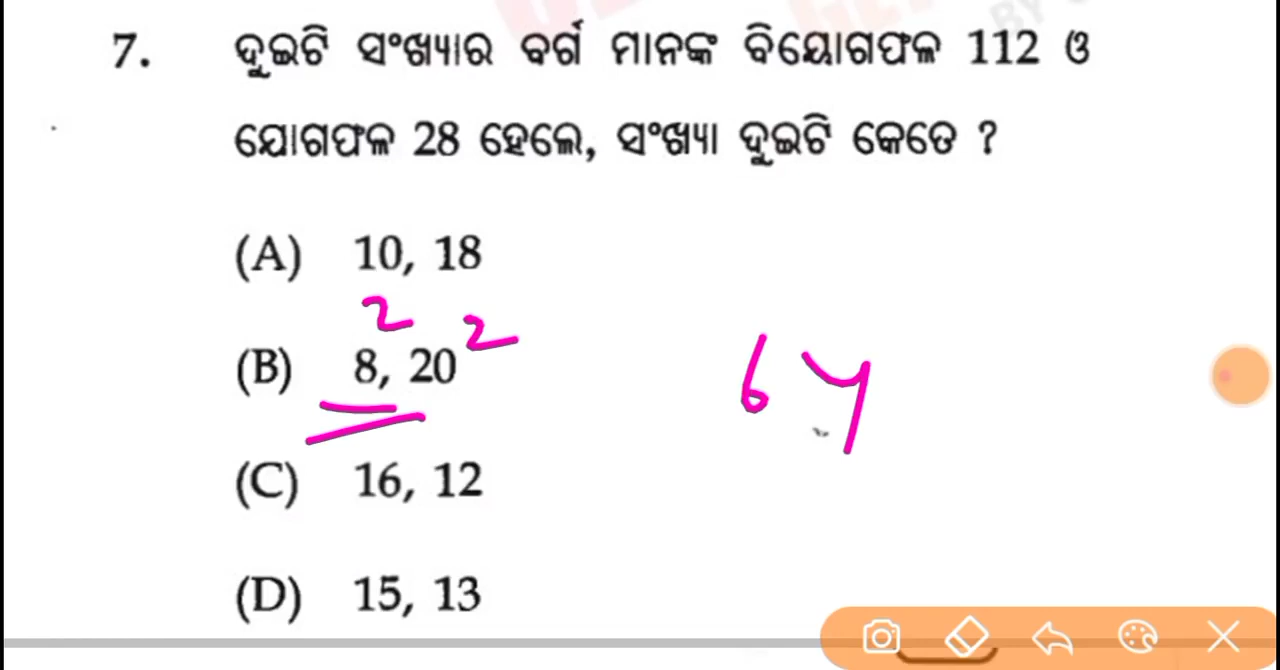 7. ଦୁଇଟି ସଂଖ୍ୟାର ବର୍ଗ ମାନଙ୍କ ବିୟୋଗଫଳ 112 ଓ
ଯୋଗଫଳ 28 ହେଲେ, ସଂଖ୍ୟା ଦୁଇଟି କେତେ ?
(A) 10, 18
2 2
(B) 8, 20
64
(C) 16, 12
(D) 15, 13